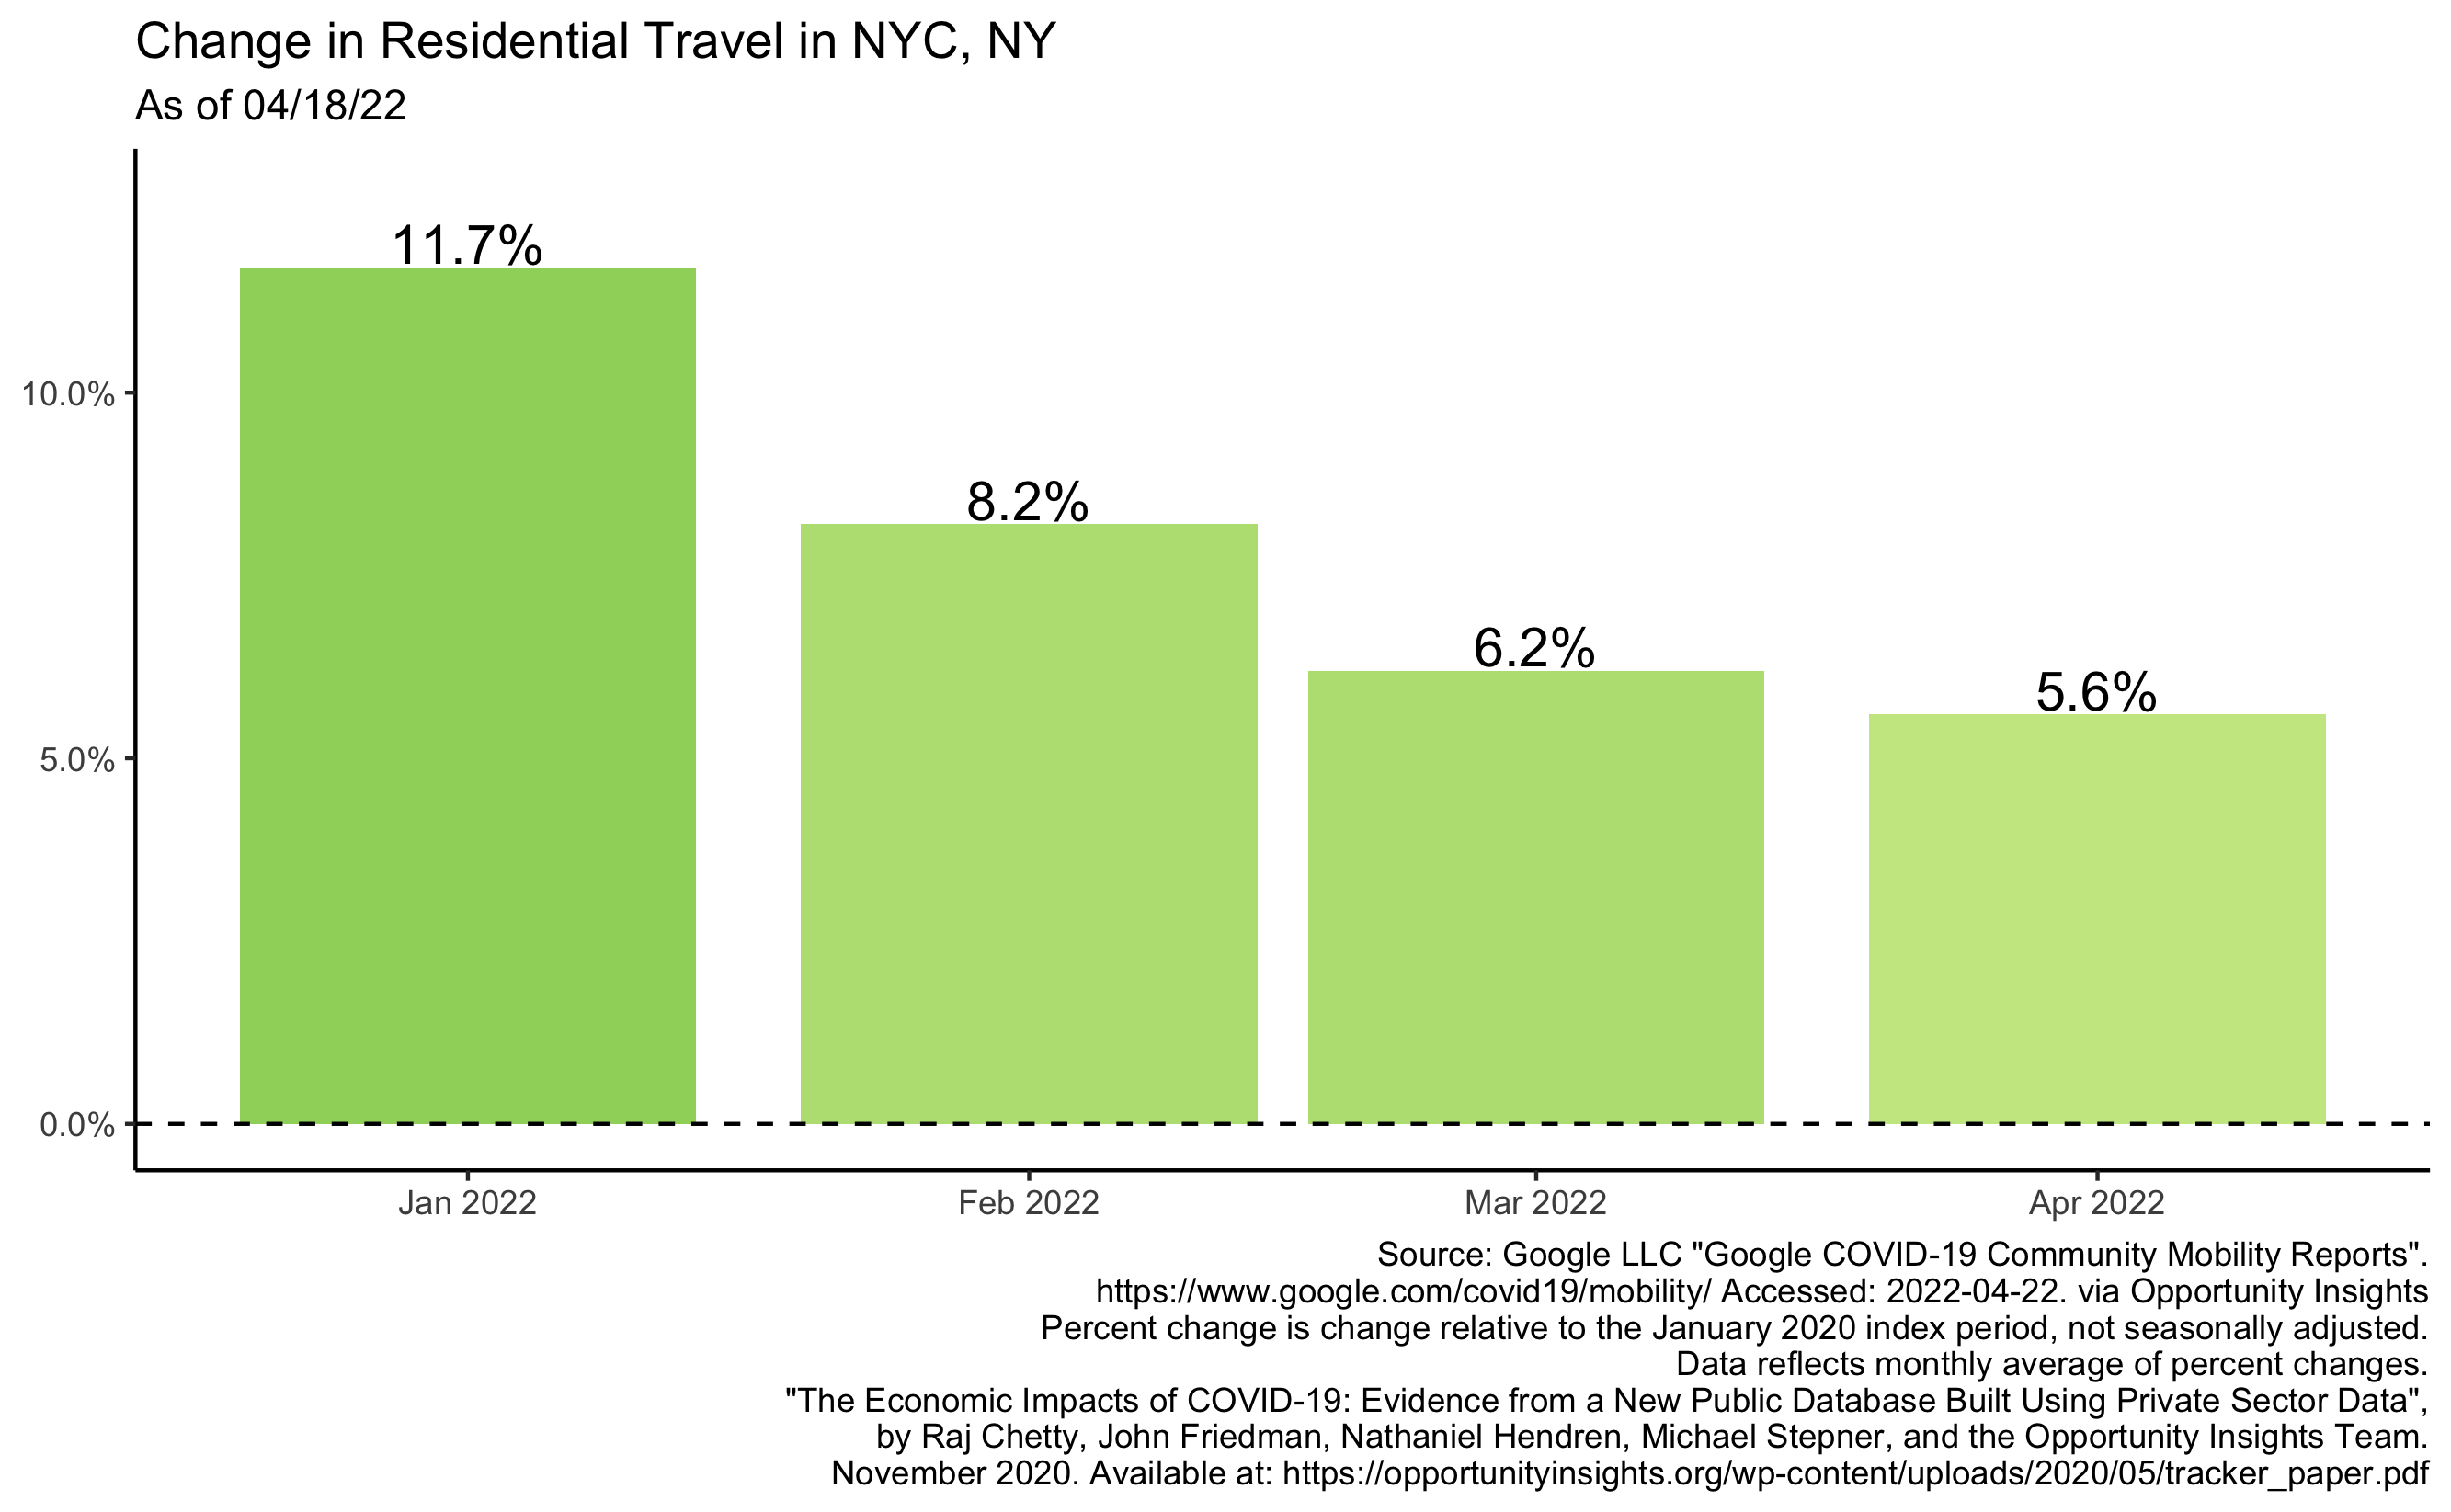 Change in Residential Travel in NYC, NY
As of 04/18/22
11.7%
10.0%
8.2%
6.2%
5.6%
5.0%
0.0%
Jan 2022
Feb 2022
Mar 2022
Apr 2022
Source: Google LLC "Google COVID-19 Community Mobility Reports".
https://www.google.com/covid19/mobility/ Accessed: 2022-04-22. via Opportunity Insights
Percent change is change relative to the January 2020 index period, not seasonally adjusted.
Data reflects monthly average of percent changes.
"The Economic Impacts of COVID-19: Evidence from a New Public Database Built Using Private Sector Data",
by Raj Chetty, John Friedman, Nathaniel Hendren, Michael Stepner, and the Opportunity Insights Team.
November 2020. Available at: https://opportunityinsights.org/wp-content/uploads/2020/05/tracker_paper.pdf